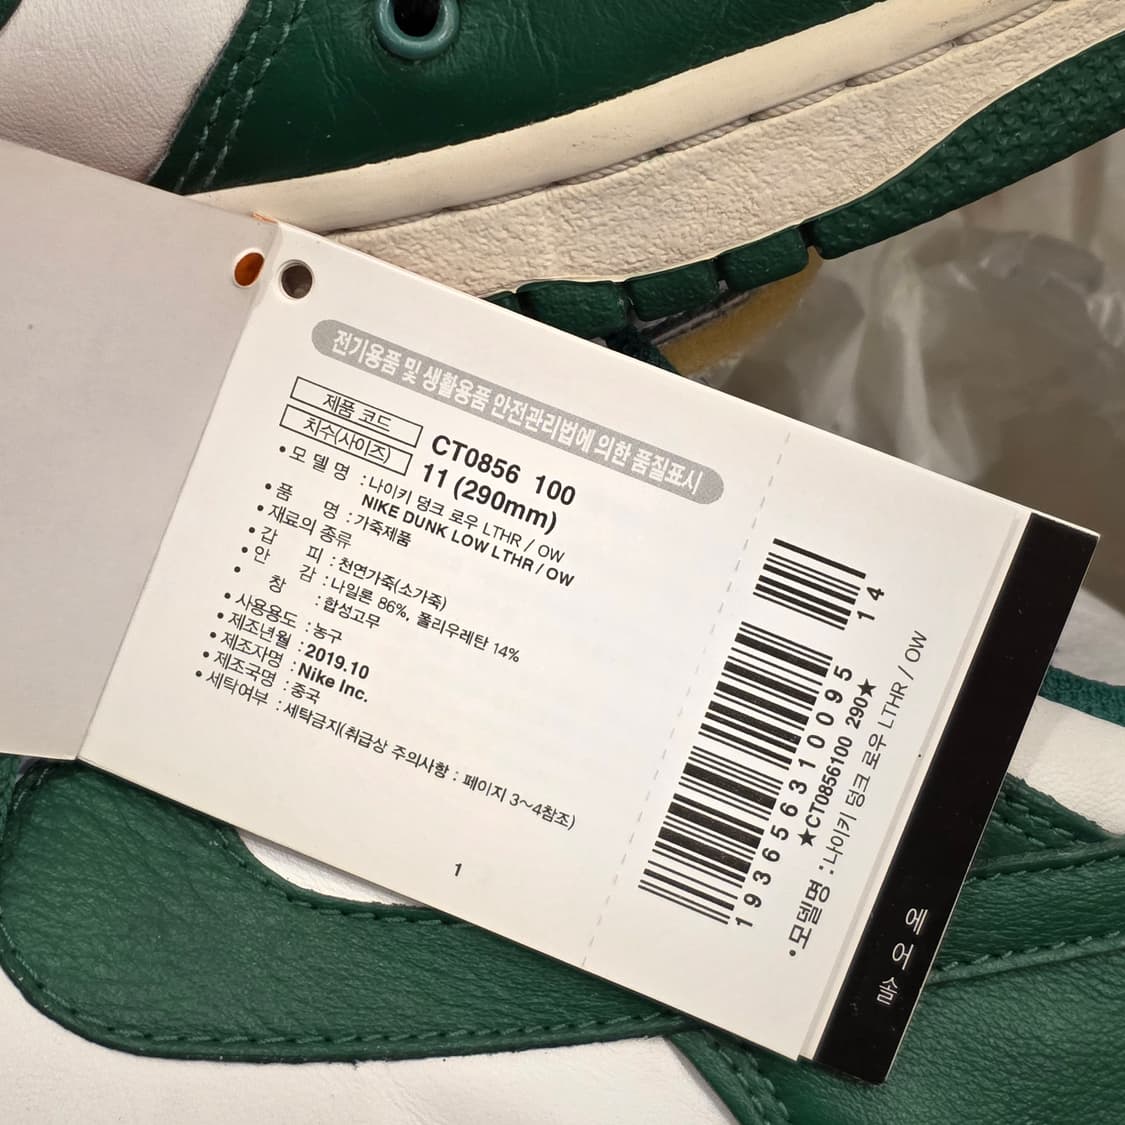 전기용품 및 생활용품 안전관리법에 의한 품질표시
제품 코드 CT0856 100
치수(사이즈) 11 (290mm)
•모 델 명 : 나이키 덩크 로우 LTHR / OW
NIKE DUNK LOW LTHR / OW
•품 명 : 가죽제품
•재료의 종류
•갑 피 : 천연가죽(소가죽)
•안 감 : 나일론 86%, 폴리우레탄 14%
•창 : 합성고무
•사용용도 : 농구
•제조년월 : 2019.10
•제조자명 : Nike Inc.
•제조국명 : 중국
•세탁여부 : 세탁금지(취급상 주의사항 : 페이지 3~4참조)
1
14
193656310095
★CT0856100 290★
•모델명 : 나이키 덩크 로우 LTHR / OW
에어솔